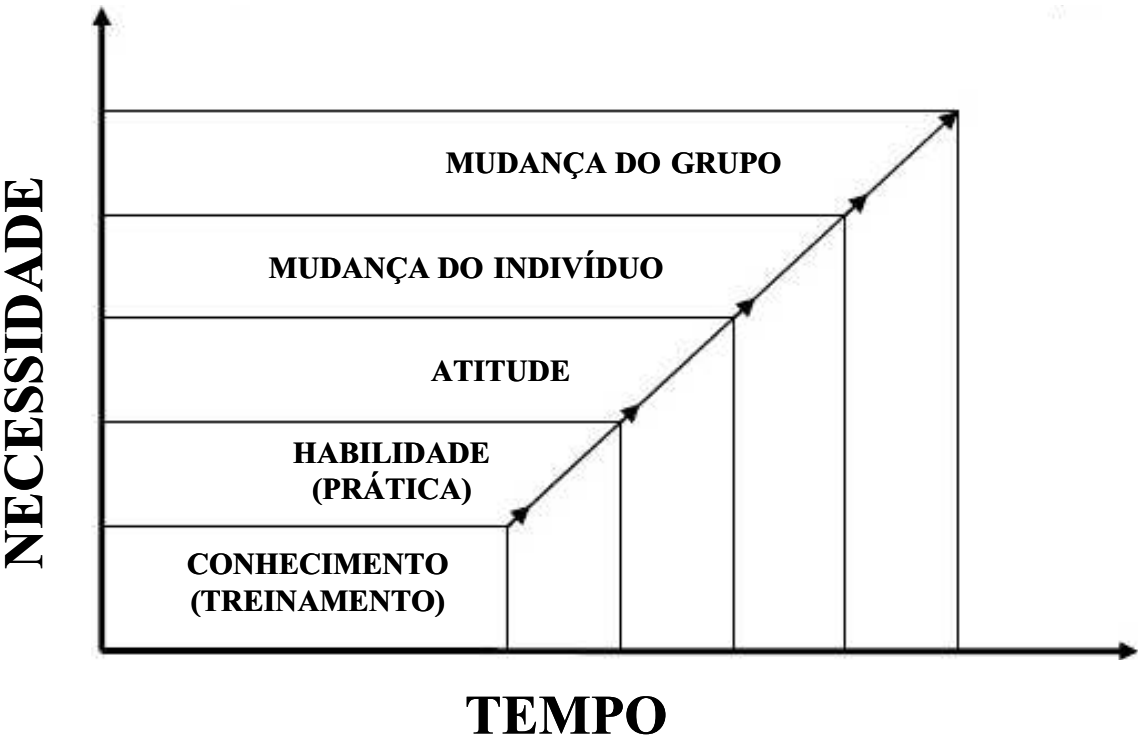 NECESSIDADE
MUDANÇA DO GRUPO
MUDANÇA DO INDIVÍDUO
ATITUDE
HABILIDADE
(PRÁTICA)
CONHECIMENTO
(TREINAMENTO)
TEMPO